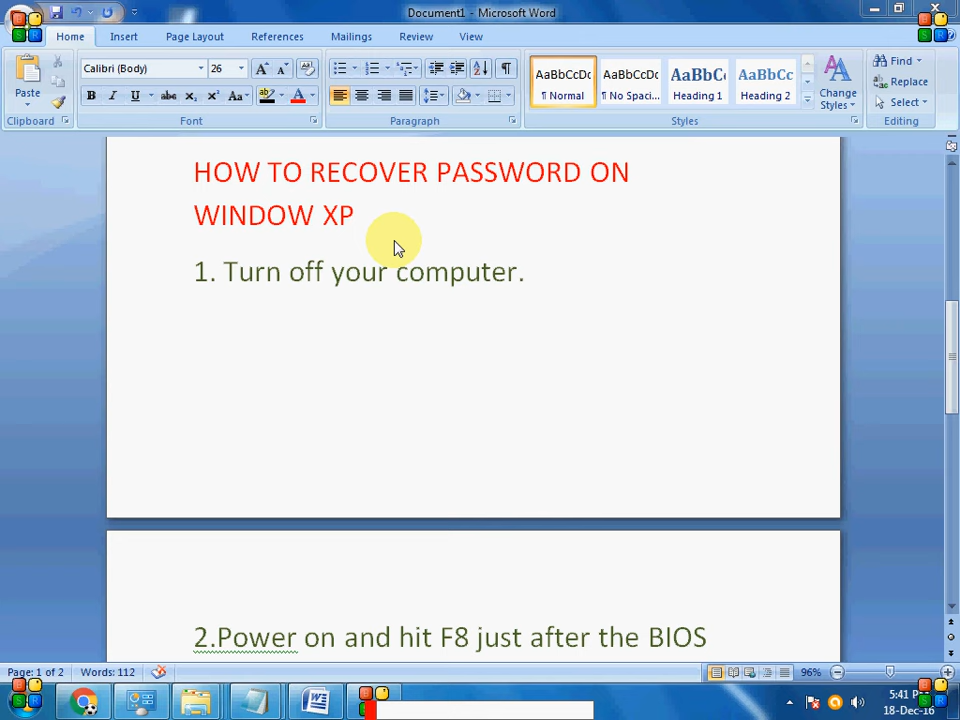 Document1 - Microsoft Word
Home Insert Page Layout References Mailings Review View
Paste
Calibri (Body) 26
AaBbCcDc AaBbCcDc AaBbCc AaBbCc
¶ Normal ¶ No Spaci... Heading 1 Heading 2
Change Styles
Find
Replace
Select
Clipboard Font Paragraph Styles Editing
HOW TO RECOVER PASSWORD ON
WINDOW XP
1. Turn off your computer.
2.Power on and hit F8 just after the BIOS
Page: 1 of 2 Words: 112 96%
5:41 PM
18-Dec-16